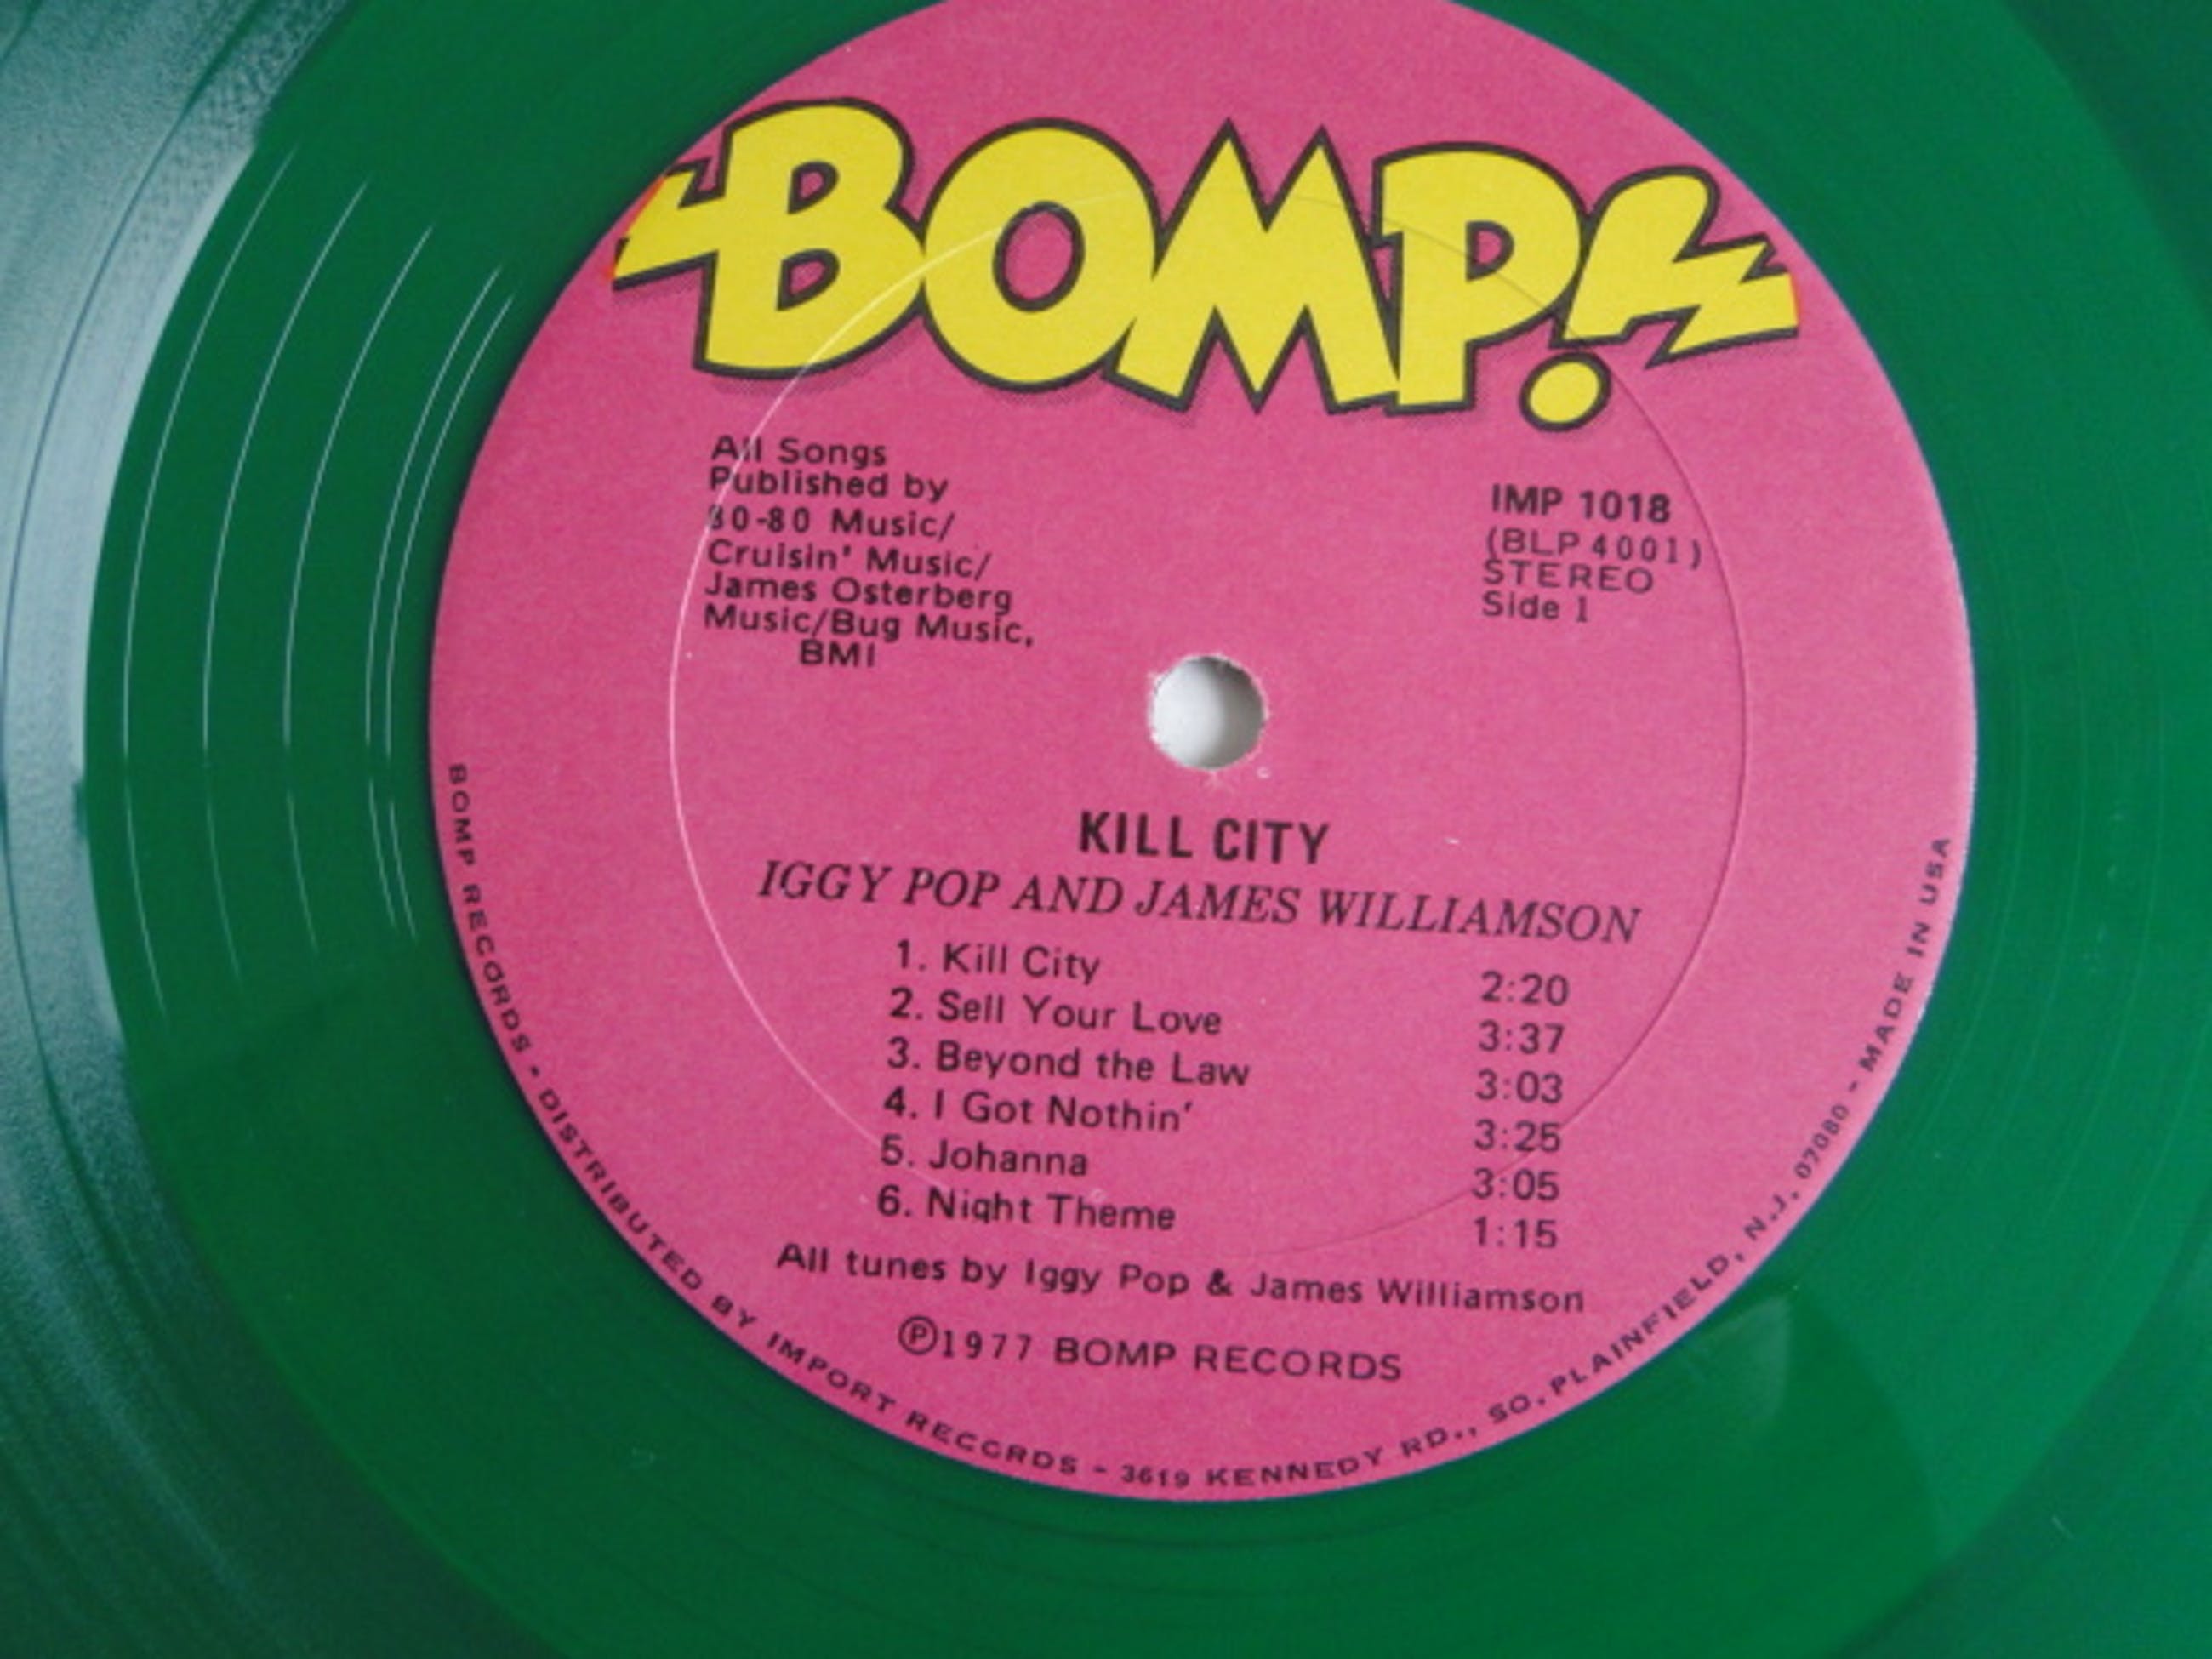 BOMP!
All Songs
Published by
80-80 Music/
Cruisin' Music/
James Osterberg
Music/Bug Music,
BMI
IMP 1018
(BLP 4001)
STEREO
Side 1
KILL CITY
IGGY POP AND JAMES WILLIAMSON
1. Kill City 2:20
2. Sell Your Love 3:37
3. Beyond the Law 3:03
4. I Got Nothin' 3:25
5. Johanna 3:05
6. Night Theme 1:15
All tunes by Iggy Pop & James Williamson
Ⓟ1977 BOMP RECORDS
BOMP RECORDS - DISTRIBUTED BY IMPORT RECORDS - 3619 KENNEDY RD., SO. PLAINFIELD, N.J. 07080 - MADE IN USA